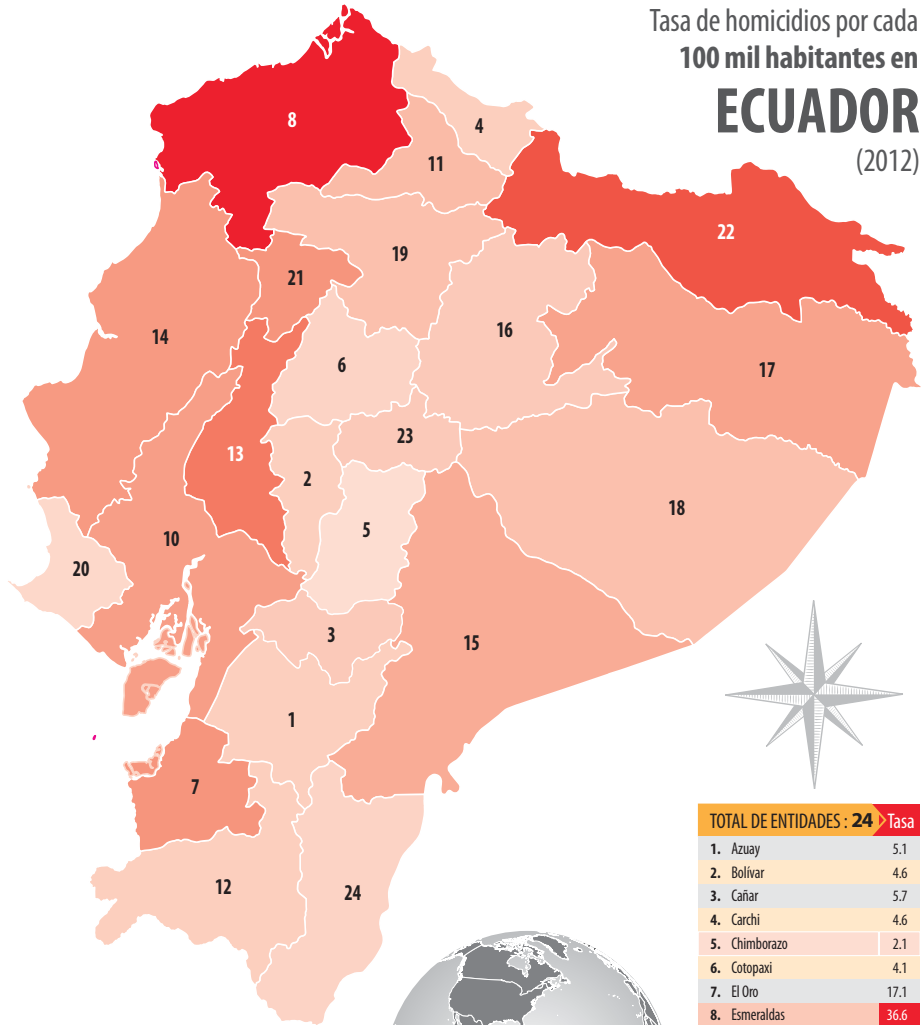 Tasa de homicidios por cada
100 mil habitantes en
ECUADOR
(2012)
8
4
11
22
19
21
14
16
17
6
13
23
2
18
10
5
20
3
15
1
7
12
24
TOTAL DE ENTIDADES : 24 Tasa
1. Azuay 5.1
2. Bolívar 4.6
3. Cañar 5.7
4. Carchi 4.6
5. Chimborazo 2.1
6. Cotopaxi 4.1
7. El Oro 17.1
8. Esmeraldas 36.6